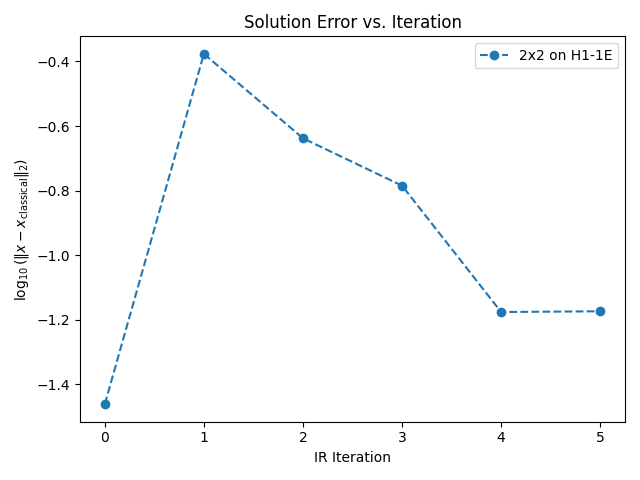 Solution Error vs. Iteration
2x2 on H1-1E
log₁₀ (‖x − x_classical‖₂)
−0.4
−0.6
−0.8
−1.0
−1.2
−1.4
0 1 2 3 4 5
IR Iteration